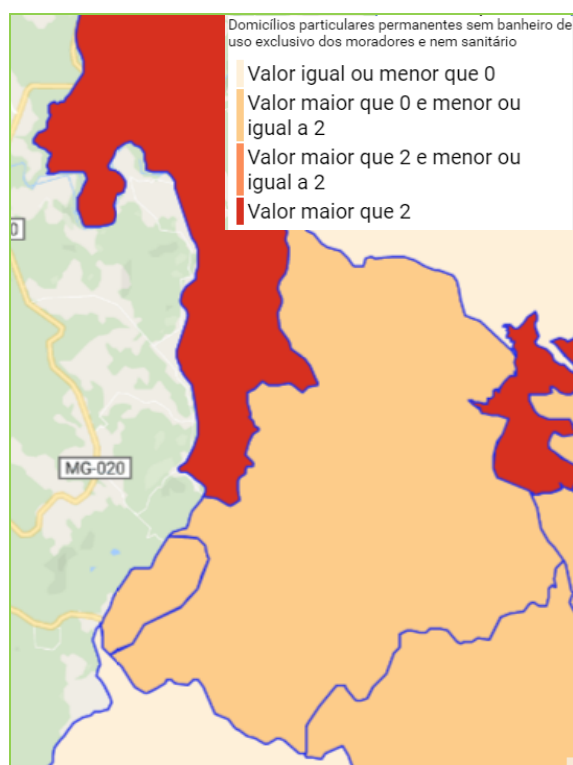 Domicílios particulares permanentes sem banheiro de
uso exclusivo dos moradores e nem sanitário
Valor igual ou menor que 0
Valor maior que 0 e menor ou
igual a 2
Valor maior que 2 e menor ou
igual a 2
Valor maior que 2
0
MG-020